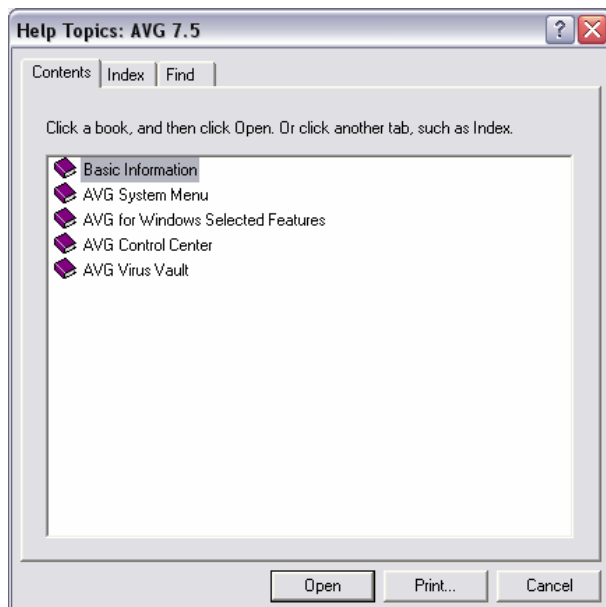 Help Topics: AVG 7.5
Contents Index Find
Click a book, and then click Open. Or click another tab, such as Index.
Basic Information
AVG System Menu
AVG for Windows Selected Features
AVG Control Center
AVG Virus Vault
Open Print... Cancel